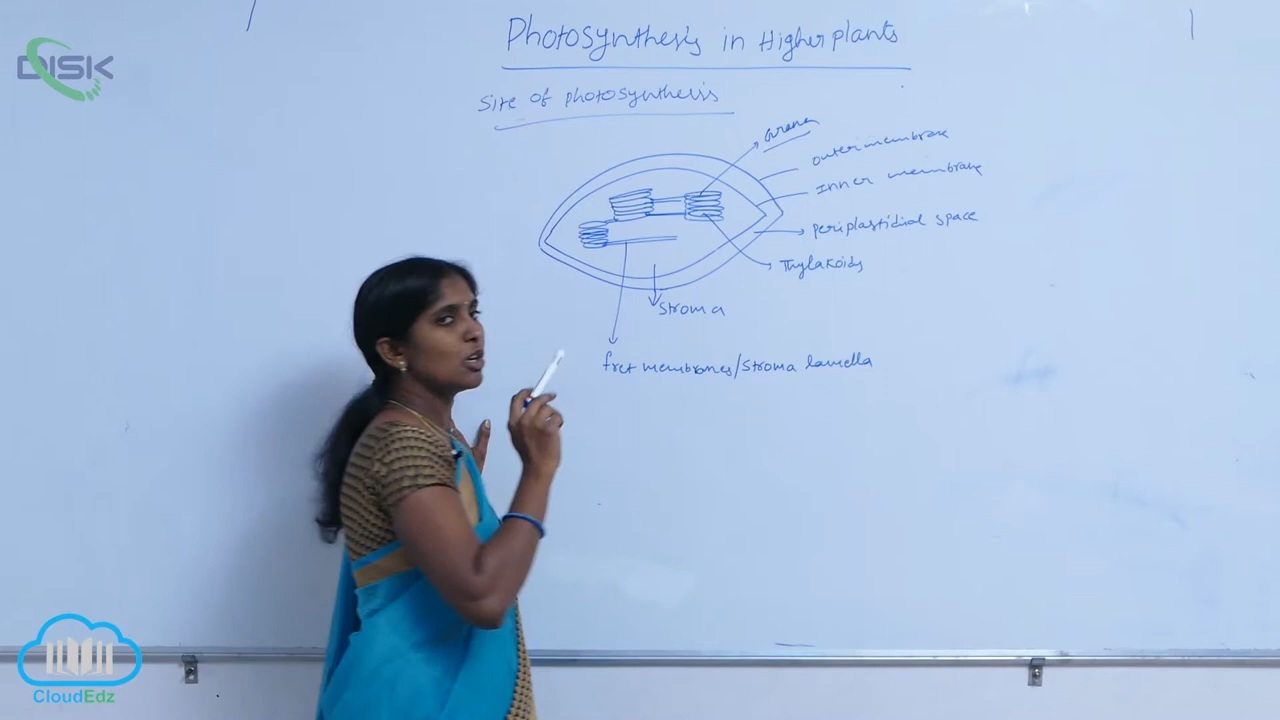 DISK
Photosynthesis in Higher plants
Site of photosynthesis
Grana
outer membrane
Inner membrane
periplastidial space
Thylakoids
Stroma
fret membranes/stroma lamella
CloudEdz